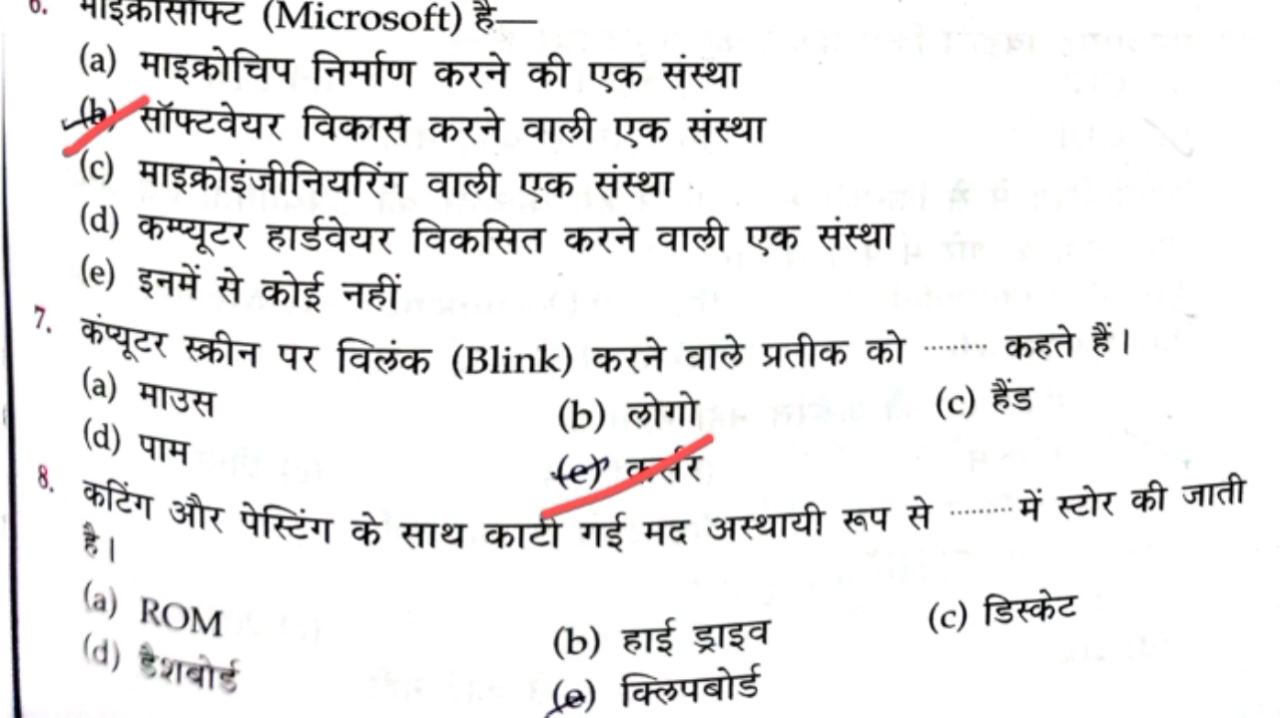 6. माइक्रोसॉफ्ट (Microsoft) है—
(a) माइक्रोचिप निर्माण करने की एक संस्था
(b) सॉफ्टवेयर विकास करने वाली एक संस्था
(c) माइक्रोइंजीनियरिंग वाली एक संस्था
(d) कम्प्यूटर हार्डवेयर विकसित करने वाली एक संस्था
(e) इनमें से कोई नहीं
7. कंप्यूटर स्क्रीन पर विलंक (Blink) करने वाले प्रतीक को ········ कहते हैं।
(a) माउस (b) लोगो (c) हैंड
(d) पाम (e) कर्सर
8. कटिंग और पेस्टिंग के साथ काटी गई मद अस्थायी रूप से ········· में स्टोर की जाती
है।
(a) ROM (b) हाई ड्राइव (c) डिस्केट
(d) डैशबोर्ड (e) क्लिपबोर्ड